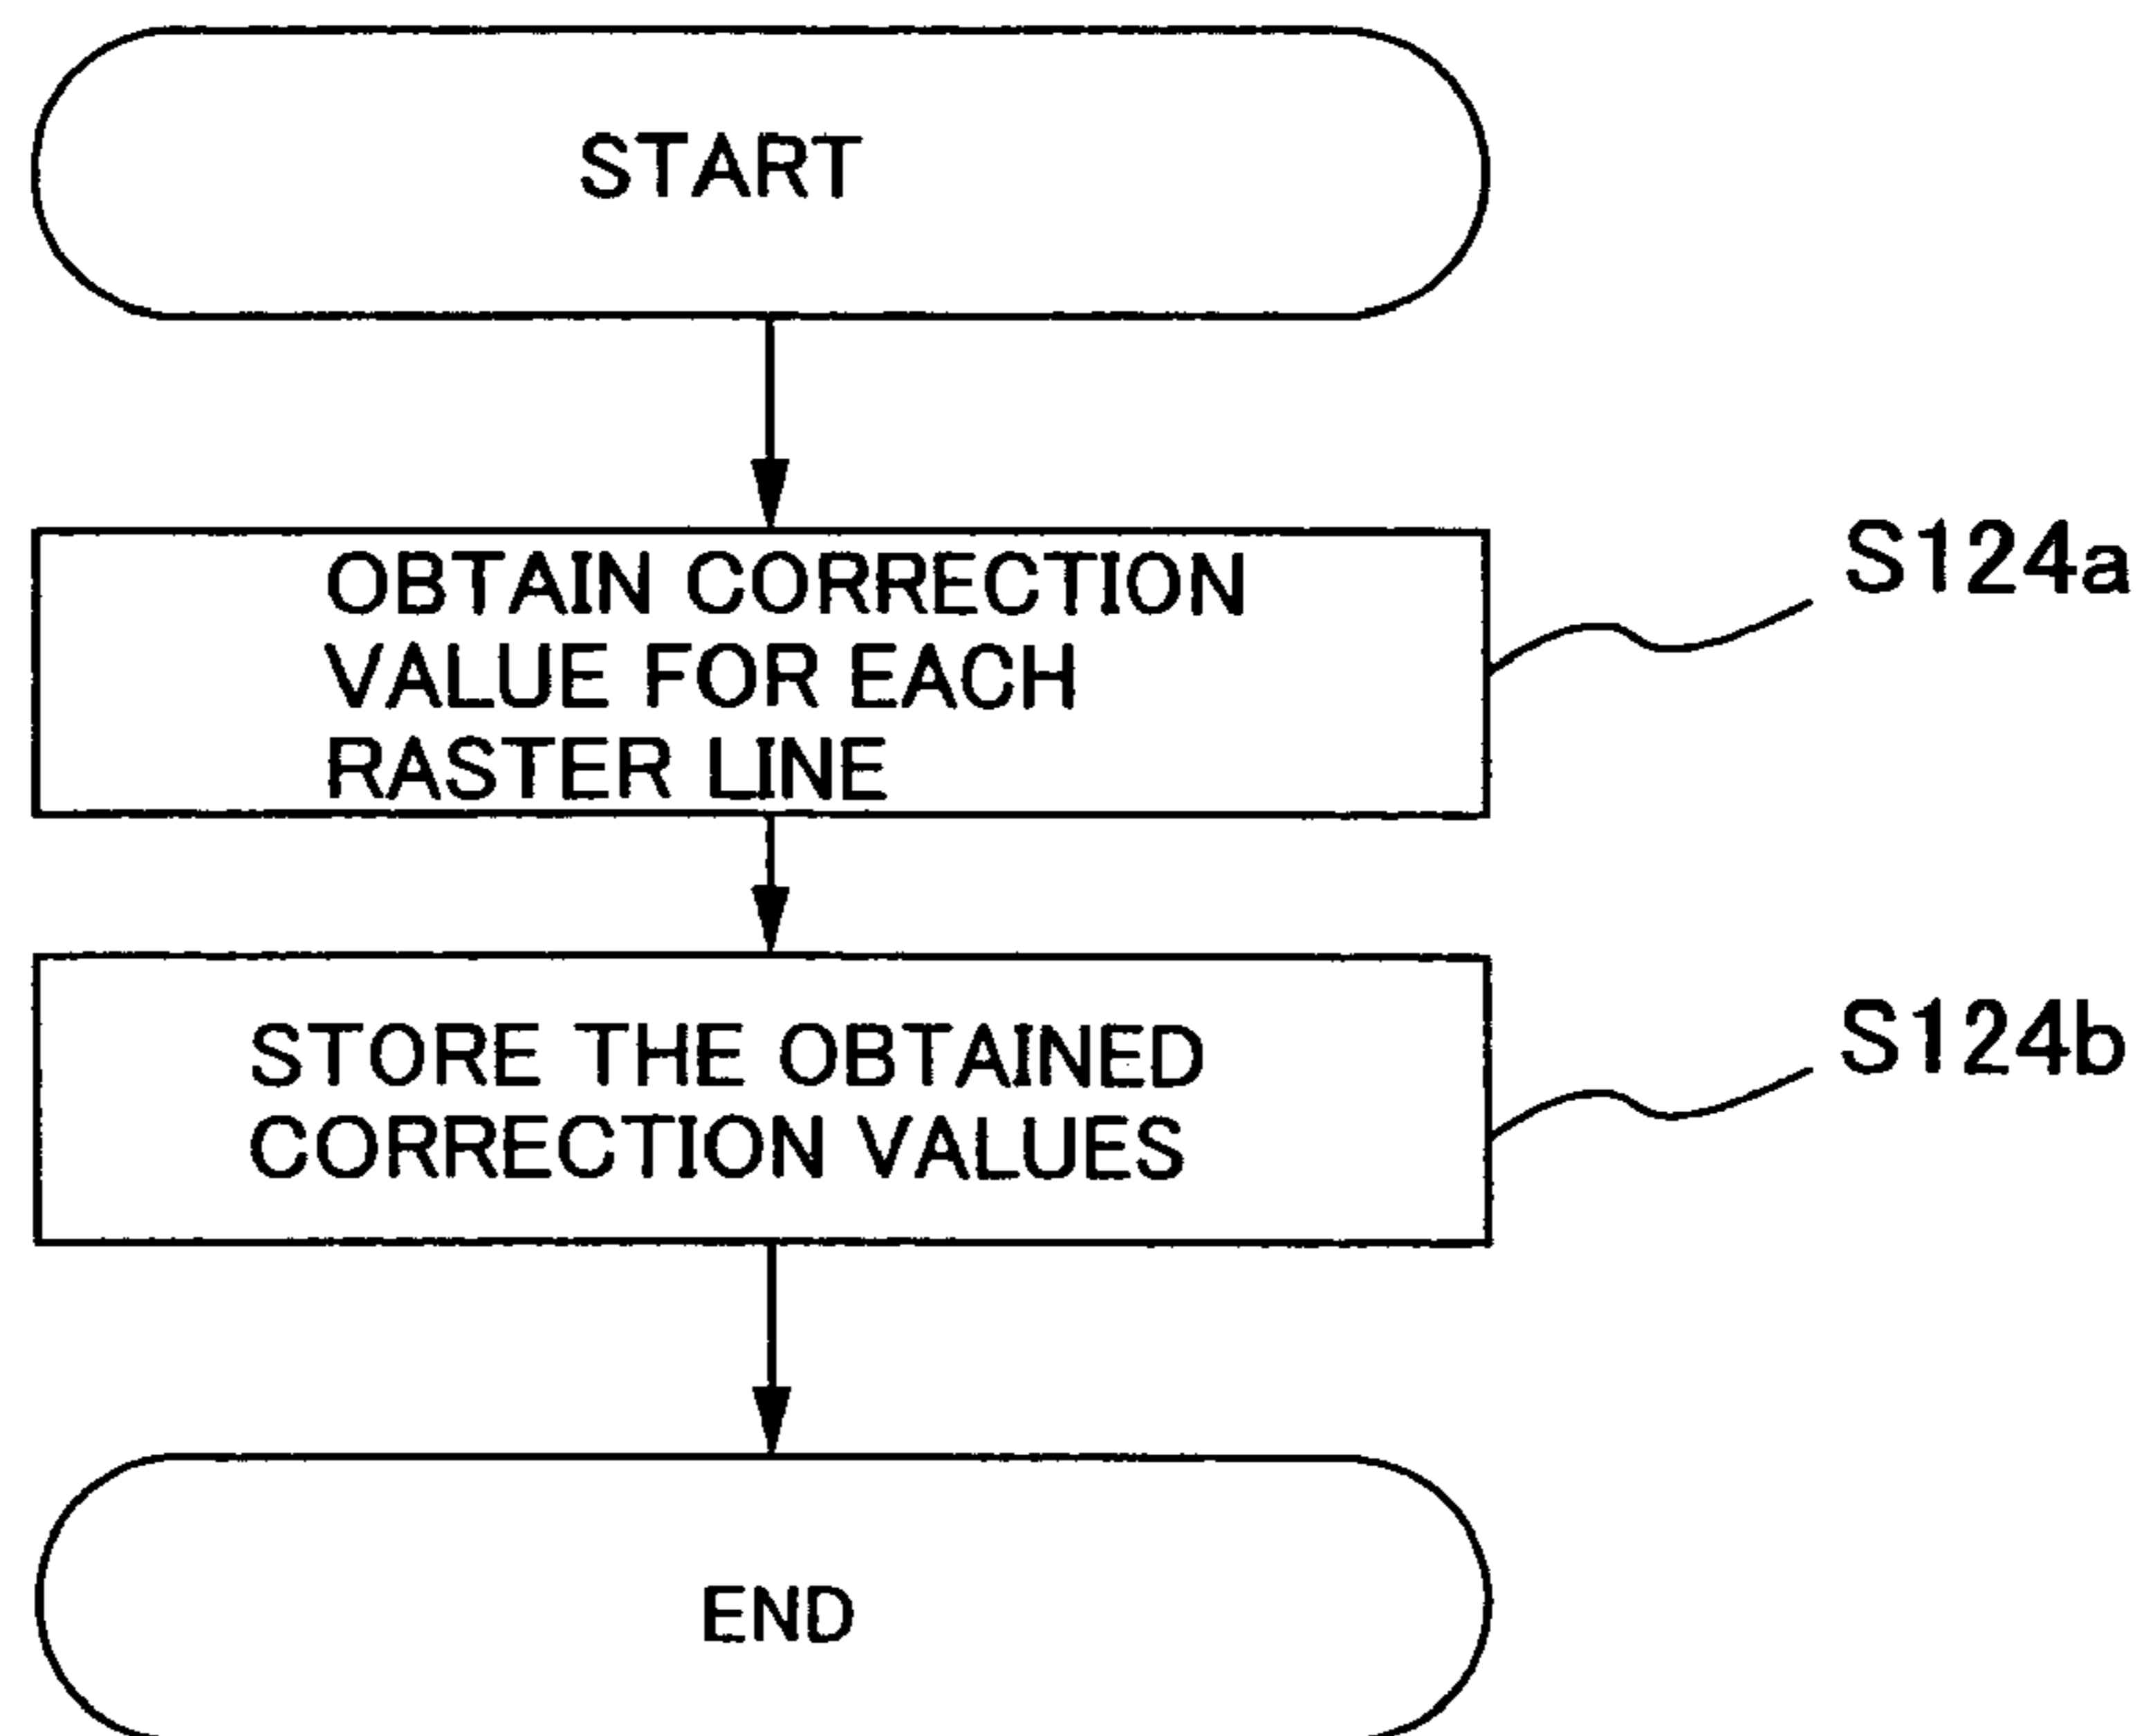 START
OBTAIN CORRECTION
VALUE FOR EACH
RASTER LINE
S124a
STORE THE OBTAINED
CORRECTION VALUES
S124b
END